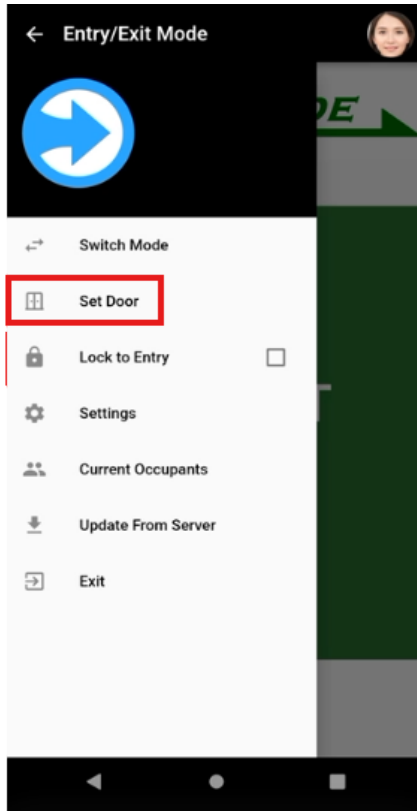 Entry/Exit Mode
DE
Switch Mode
Set Door
Lock to Entry
T
Settings
Current Occupants
Update From Server
Exit